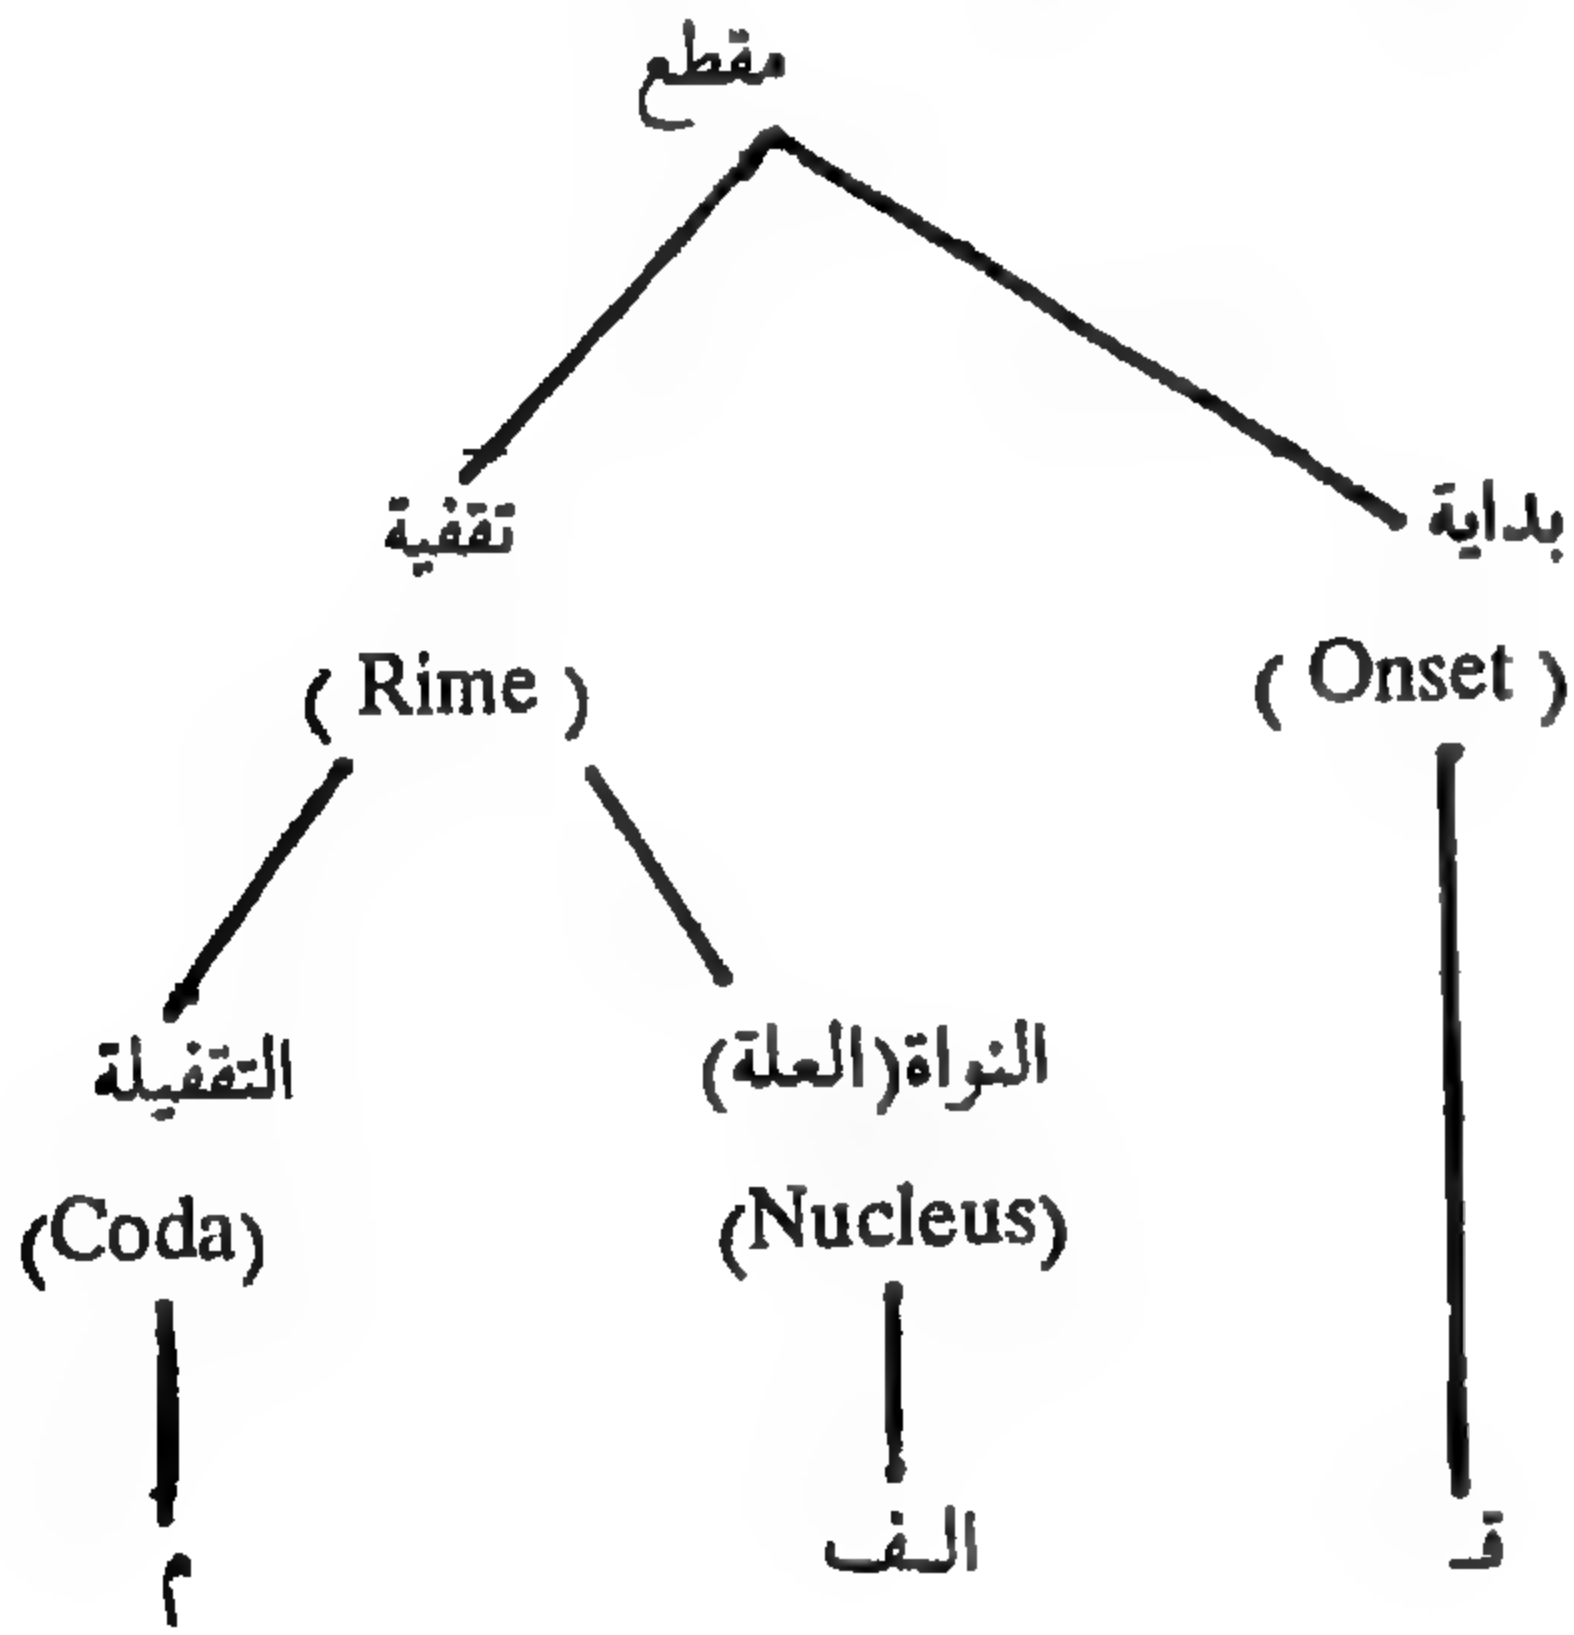 مقطع
بداية
تقفية
( Onset )
( Rime )
النواة(العلة)
التقفيلة
(Nucleus)
(Coda)
قـ
الـف
م